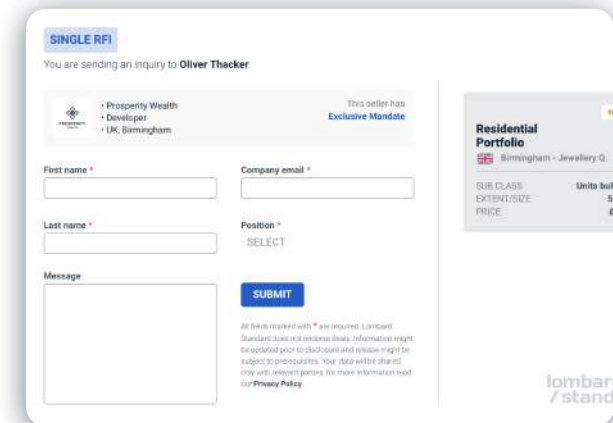 SINGLE RFI
You are sending an inquiry to Oliver Thacker
PROSPERITY
• Prosperity Wealth
• Developer
• UK, Birmingham
This seller has
Exclusive Mandate
First name *
Company email *
Last name *
Position *
SELECT
Message
SUBMIT
All fields marked with * are required. Lombard
Standard does not endorse deals. Information might
be updated prior to disclosure and release might be
subject to prerequisites. Your data will be shared
only with relevant parties, for more information read
our Privacy Policy
Residential
Portfolio
Birmingham - Jewellery Q.
SUB CLASS Units
EXTENT/SIZE 5
PRICE £
lombar
/stand